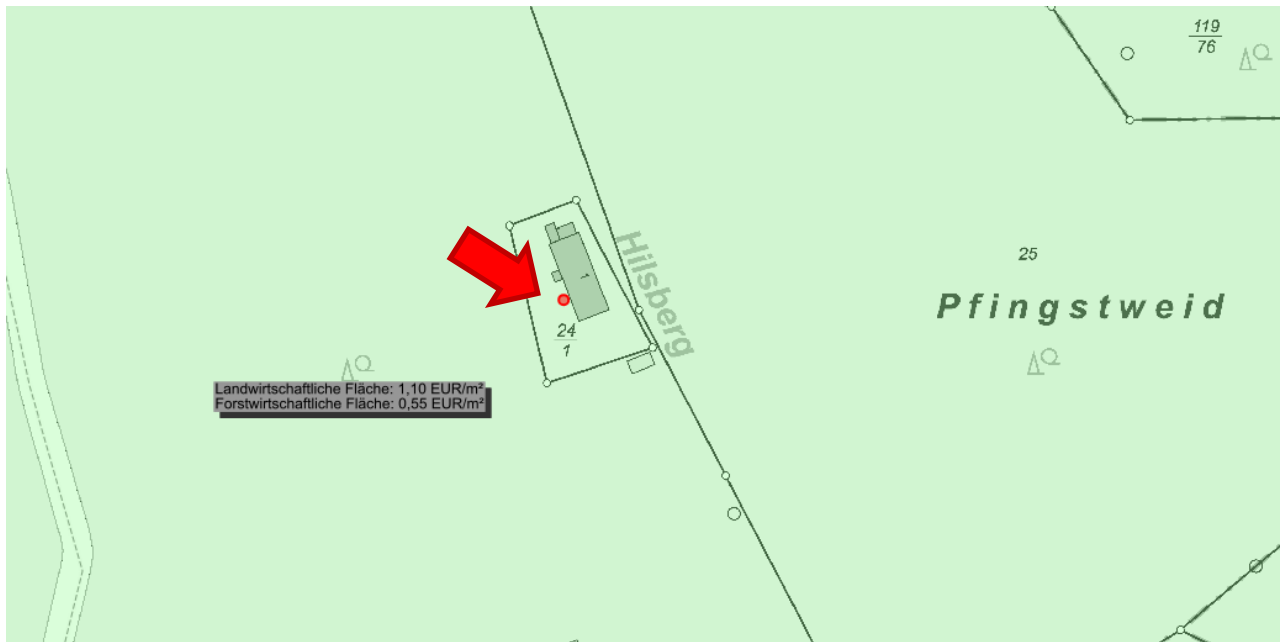 119
76
Hilsberg
1
25
Pfingstweid
24
1
Landwirtschaftliche Fläche: 1,10 EUR/m²
Forstwirtschaftliche Fläche: 0,55 EUR/m²